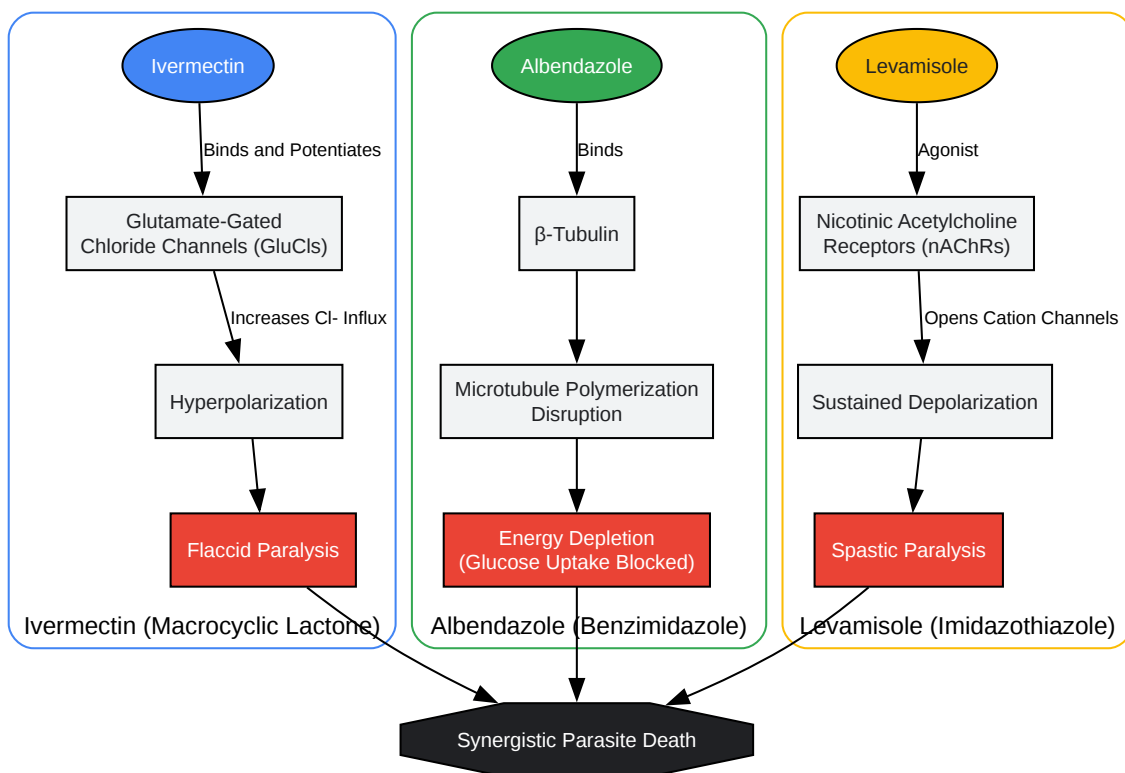 Ivermectin
Albendazole
Levamisole
Binds and Potentiates
Binds
Agonist
Glutamate-Gated
Chloride Channels (GluCls)
β-Tubulin
Nicotinic Acetylcholine
Receptors (nAChRs)
Increases Cl- Influx
Opens Cation Channels
Hyperpolarization
Microtubule Polymerization
Disruption
Sustained Depolarization
Flaccid Paralysis
Energy Depletion
(Glucose Uptake Blocked)
Spastic Paralysis
Ivermectin (Macrocyclic Lactone)
Albendazole (Benzimidazole)
Levamisole (Imidazothiazole)
Synergistic Parasite Death